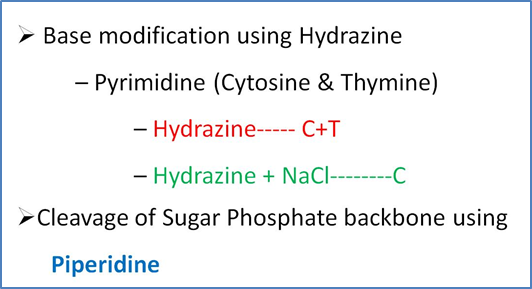 ➢ Base modification using Hydrazine
– Pyrimidine (Cytosine & Thymine)
– Hydrazine----- C+T
– Hydrazine + NaCl--------C
➢Cleavage of Sugar Phosphate backbone using
Piperidine